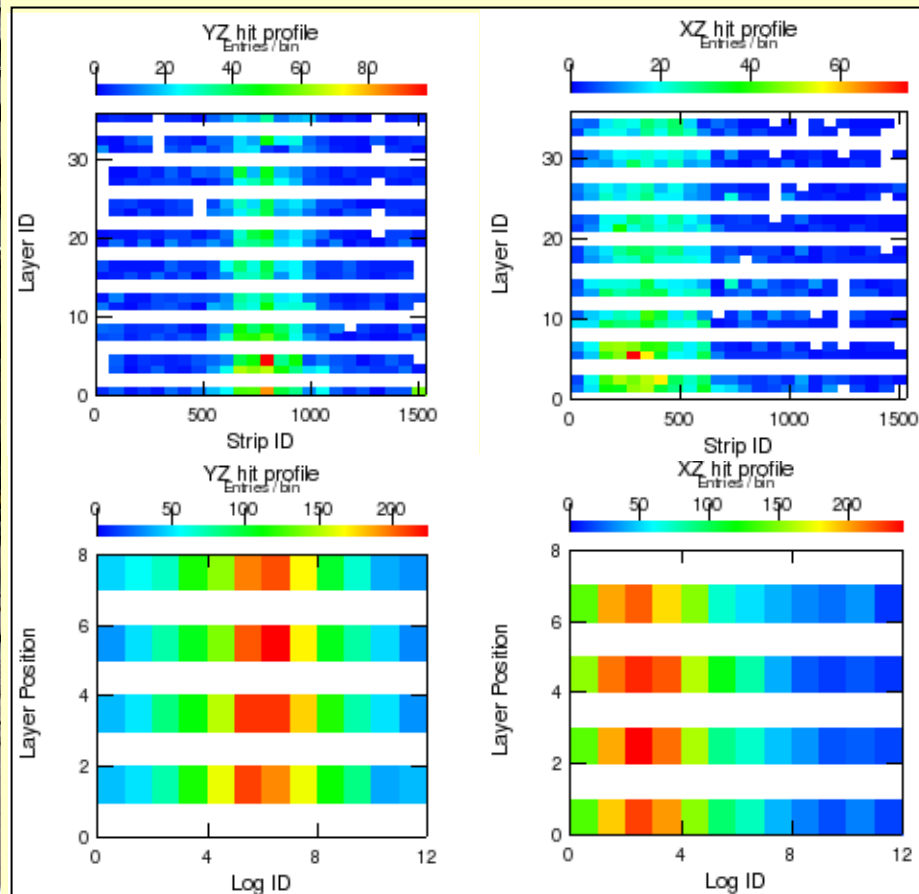 YZ hit profile
Entries / bin
0 20 40 60 80
30
20
10
0
Layer ID
0 500 1000 1500
Strip ID
XZ hit profile
Entries / bin
0 20 40 60
30
20
10
0
Layer ID
0 500 1000 1500
Strip ID
YZ hit profile
Entries / bin
0 50 100 150 200
8
6
4
2
0
Layer Position
0 4 8 12
Log ID
XZ hit profile
Entries / bin
0 50 100 150 200
8
6
4
2
0
Layer Position
0 4 8 12
Log ID